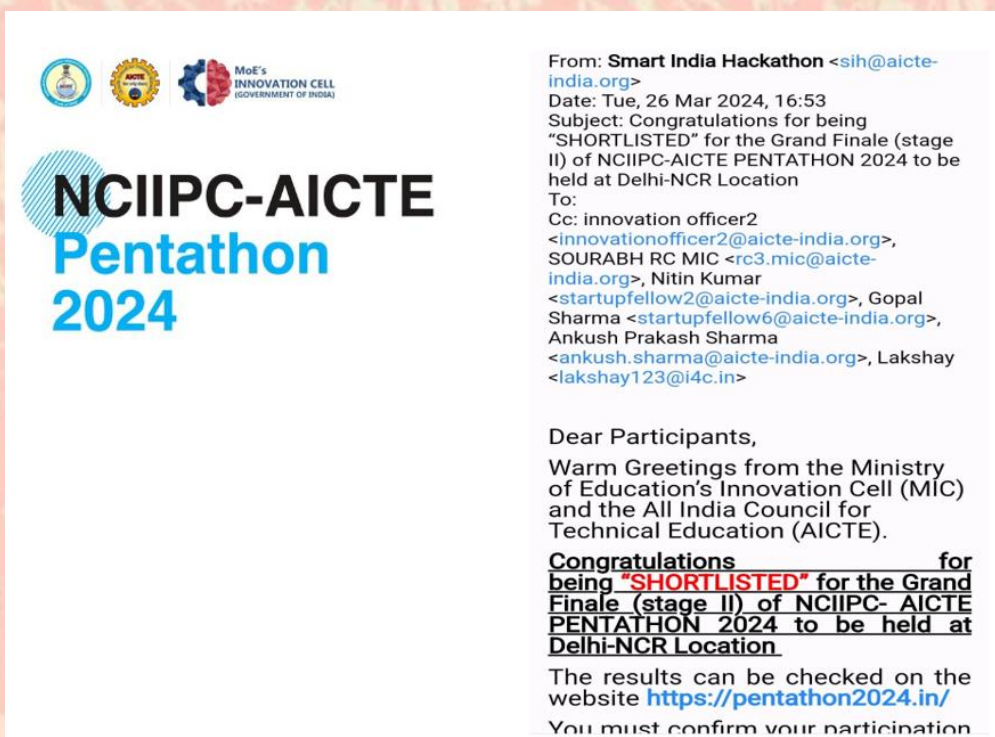 MoE's
INNOVATION CELL
(GOVERNMENT OF INDIA)
AICTE
NCIIPC-AICTE
Pentathon
2024
From: Smart India Hackathon <sih@aicte-
india.org>
Date: Tue, 26 Mar 2024, 16:53
Subject: Congratulations for being
“SHORTLISTED” for the Grand Finale (stage
II) of NCIIPC-AICTE PENTATHON 2024 to be
held at Delhi-NCR Location
To:
Cc: innovation officer2
<innovationofficer2@aicte-india.org>,
SOURABH RC MIC <rc3.mic@aicte-
india.org>, Nitin Kumar
<startupfellow2@aicte-india.org>, Gopal
Sharma <startupfellow6@aicte-india.org>,
Ankush Prakash Sharma
<ankush.sharma@aicte-india.org>, Lakshay
<lakshay123@i4c.in>
Dear Participants,
Warm Greetings from the Ministry
of Education’s Innovation Cell (MIC)
and the All India Council for
Technical Education (AICTE).
Congratulations for
being “SHORTLISTED” for the Grand
Finale (stage II) of NCIIPC- AICTE
PENTATHON 2024 to be held at
Delhi-NCR Location
The results can be checked on the
website https://pentathon2024.in/
You must confirm your participation